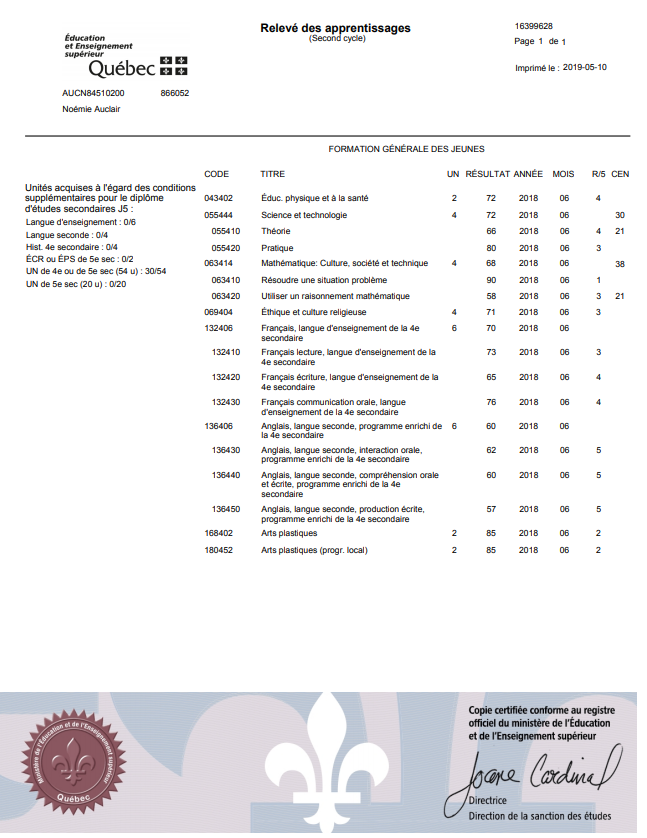 Éducation
et Enseignement
supérieur
Québec
Relevé des apprentissages
(Second cycle)
16399628
Page 1 de 1
Imprimé le : 2019-05-10
AUCN84510200 866052
Noémie Auclair
FORMATION GÉNÉRALE DES JEUNES
CODE TITRE UN RÉSULTAT ANNÉE MOIS R/5 CEN
Unités acquises à l'égard des conditions
supplémentaires pour le diplôme
d'études secondaires J5 :
Langue d'enseignement : 0/6
Langue seconde : 0/4
Hist. 4e secondaire : 0/4
ÉCR ou ÉPS de 5e sec : 0/2
UN de 4e ou de 5e sec (54 u) : 30/54
UN de 5e sec (20 u) : 0/20
043402 Éduc. physique et à la santé 2 72 2018 06 4
055444 Science et technologie 4 72 2018 06 30
055410 Théorie 66 2018 06 4 21
055420 Pratique 80 2018 06 3
063414 Mathématique: Culture, société et technique 4 68 2018 06 38
063410 Résoudre une situation problème 90 2018 06 1
063420 Utiliser un raisonnement mathématique 58 2018 06 3 21
069404 Éthique et culture religieuse 4 71 2018 06 3
132406 Français, langue d'enseignement de la 4e 6 70 2018 06
secondaire
132410 Français lecture, langue d'enseignement de la 73 2018 06 3
4e secondaire
132420 Français écriture, langue d'enseignement de la 65 2018 06 4
4e secondaire
132430 Français communication orale, langue 76 2018 06 4
d'enseignement de la 4e secondaire
136406 Anglais, langue seconde, programme enrichi de 6 60 2018 06
la 4e secondaire
136430 Anglais, langue seconde, interaction orale, 62 2018 06 5
programme enrichi de la 4e secondaire
136440 Anglais, langue seconde, compréhension orale 60 2018 06 5
et écrite, programme enrichi de la 4e
secondaire
136450 Anglais, langue seconde, production écrite, 57 2018 06 5
programme enrichi de la 4e secondaire
168402 Arts plastiques 2 85 2018 06 2
180452 Arts plastiques (progr. local) 2 85 2018 06 2
Ministère de l'Éducation et de l'Enseignement supérieur
Québec
Copie certifiée conforme au registre
officiel du ministère de l'Éducation
et de l'Enseignement supérieur
Joane Cardinal
Directrice
Direction de la sanction des études